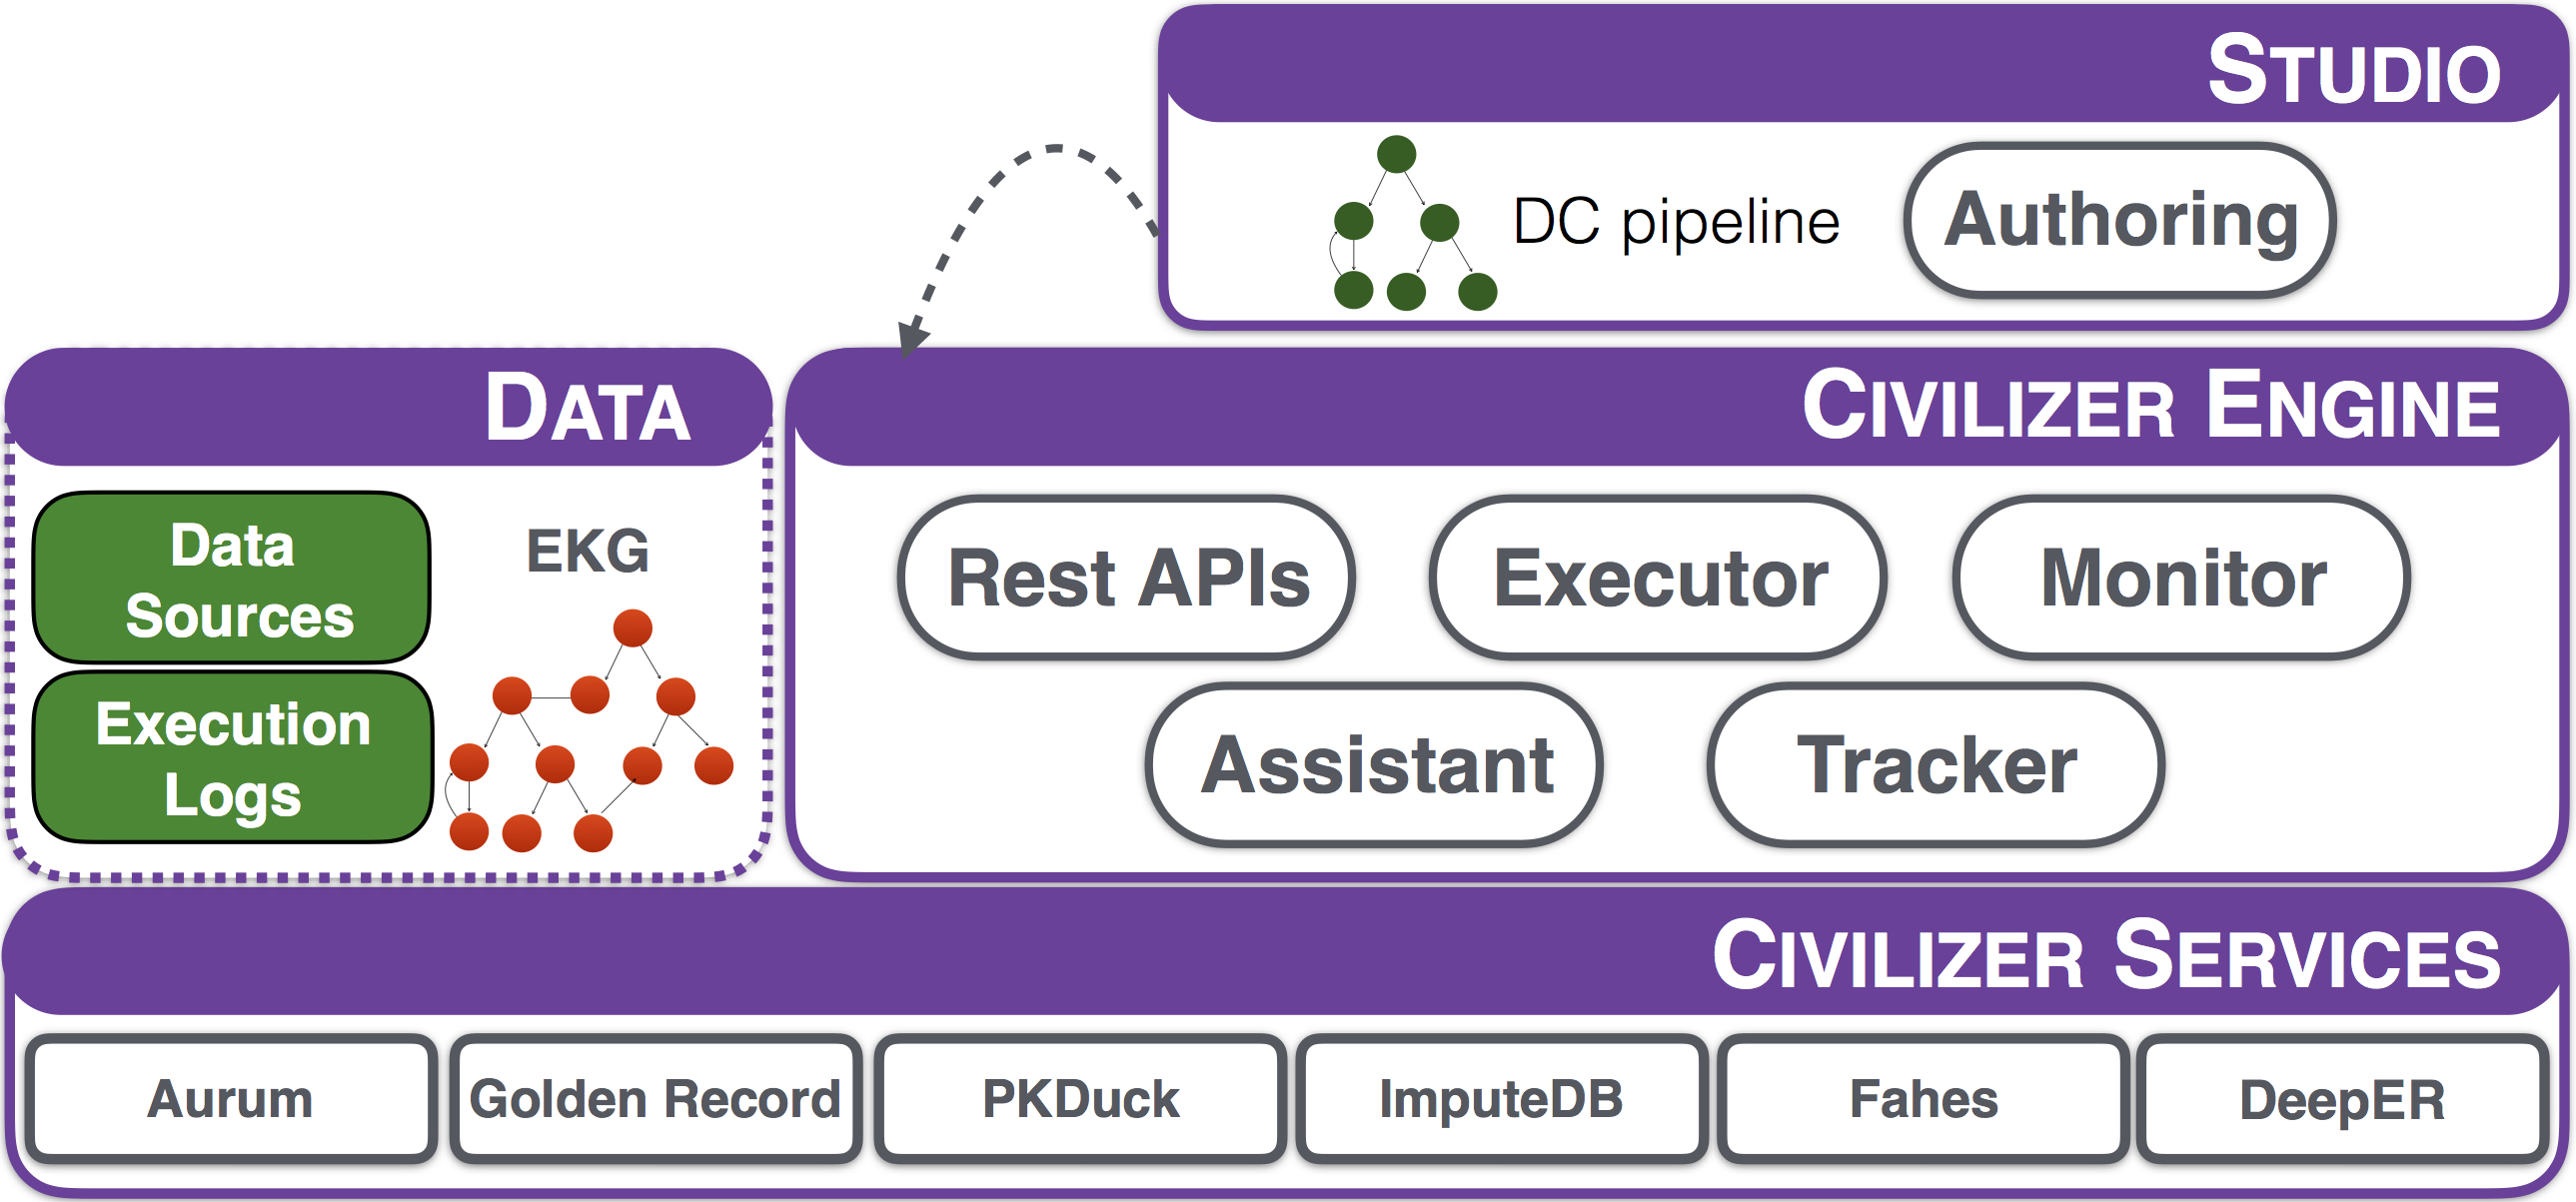 STUDIO
DC pipeline
Authoring
DATA
Data
Sources
EKG
Execution
Logs
CIVILIZER ENGINE
Rest APIs
Executor
Monitor
Assistant
Tracker
CIVILIZER SERVICES
Aurum
Golden Record
PKDuck
ImputeDB
Fahes
DeepER